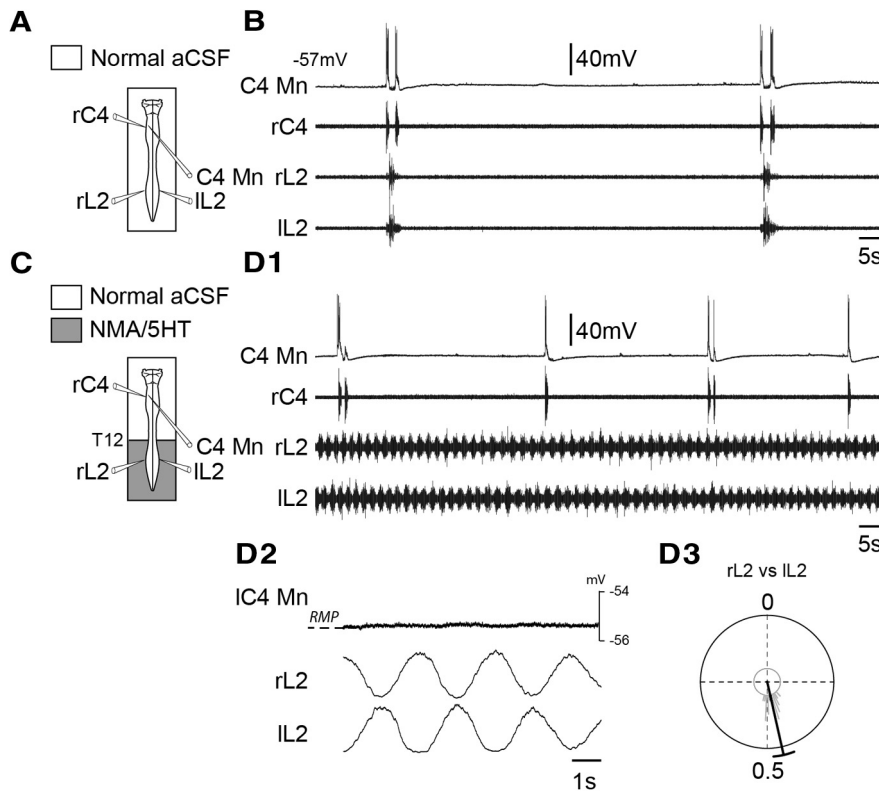 A
Normal aCSF
rC4
C4 Mn
rL2
lL2
B
-57mV
40mV
C4 Mn
rC4
rL2
lL2
5s
C
Normal aCSF
NMA/5HT
rC4
T12
C4 Mn
rL2
lL2
D1
40mV
C4 Mn
rC4
rL2
lL2
5s
D2
lC4 Mn
RMP
mV
-54
-56
rL2
lL2
1s
D3
rL2 vs lL2
0
0.5